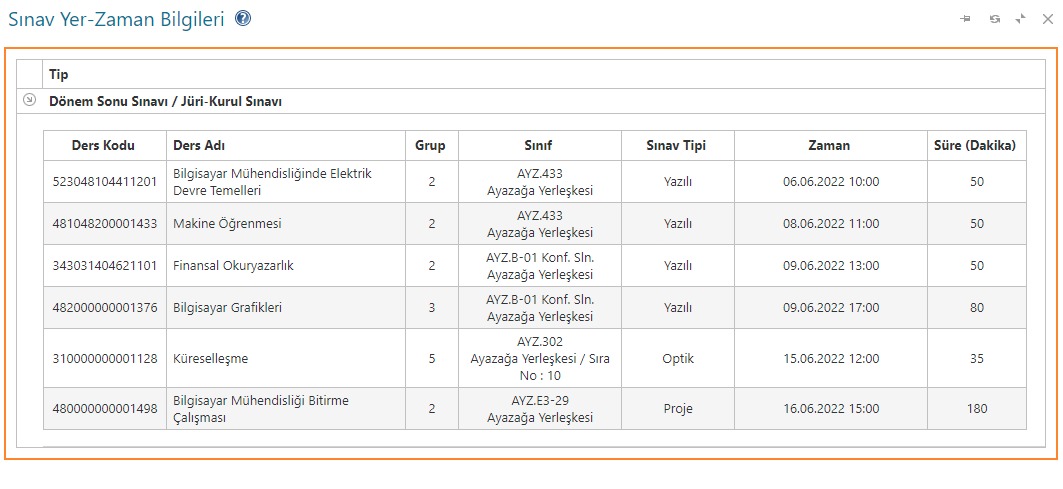 Sınav Yer-Zaman Bilgileri
Tip
Dönem Sonu Sınavı / Jüri-Kurul Sınavı
Ders Kodu Ders Adı Grup Sınıf Sınav Tipi Zaman Süre (Dakika)
523048104411201 Bilgisayar Mühendisliğinde Elektrik Devre Temelleri 2 AYZ.433 Ayazağa Yerleşkesi Yazılı 06.06.2022 10:00 50
481048200001433 Makine Öğrenmesi 2 AYZ.433 Ayazağa Yerleşkesi Yazılı 08.06.2022 11:00 50
343031404621101 Finansal Okuryazarlık 2 AYZ.B-01 Konf. Sln. Ayazağa Yerleşkesi Yazılı 09.06.2022 13:00 50
482000000001376 Bilgisayar Grafikleri 3 AYZ.B-01 Konf. Sln. Ayazağa Yerleşkesi Yazılı 09.06.2022 17:00 80
310000000001128 Küreselleşme 5 AYZ.302 Ayazağa Yerleşkesi / Sıra No : 10 Optik 15.06.2022 12:00 35
480000000001498 Bilgisayar Mühendisliği Bitirme Çalışması 2 AYZ.E3-29 Ayazağa Yerleşkesi Proje 16.06.2022 15:00 180